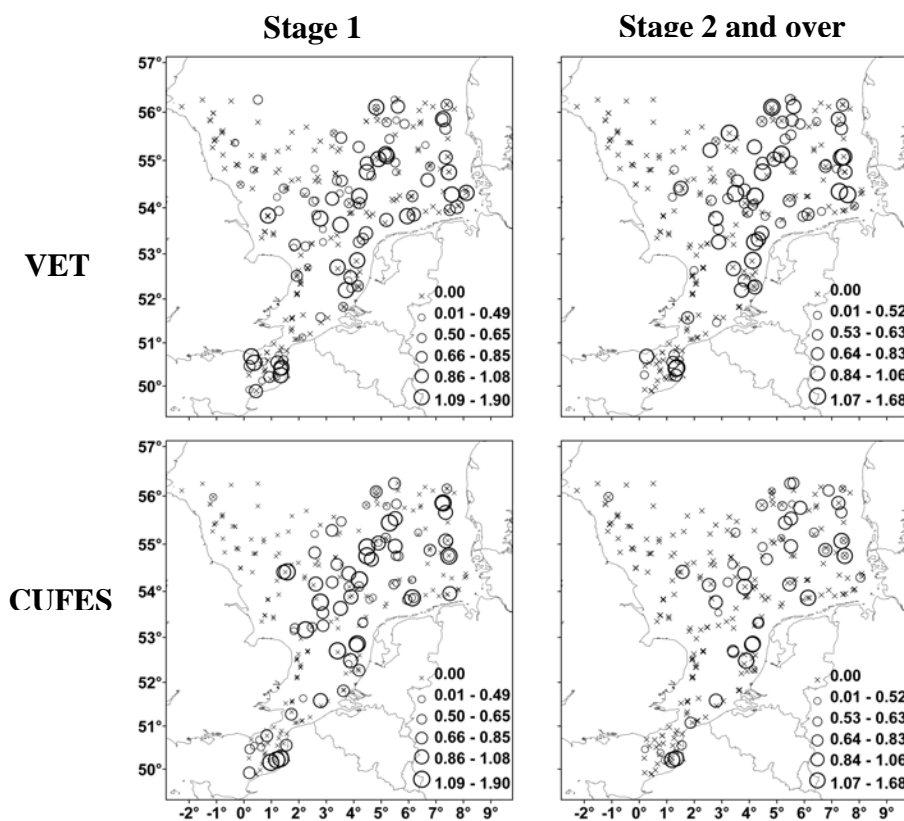 Stage 1
Stage 2 and over
VET
57°
56°
55°
54°
53°
52°
51°
50°
0.00
0.01 - 0.49
0.50 - 0.65
0.66 - 0.85
0.86 - 1.08
1.09 - 1.90
0.00
0.01 - 0.52
0.53 - 0.63
0.64 - 0.83
0.84 - 1.06
1.07 - 1.68
CUFES
57°
56°
55°
54°
53°
52°
51°
50°
0.00
0.01 - 0.49
0.50 - 0.65
0.66 - 0.85
0.86 - 1.08
1.09 - 1.90
0.00
0.01 - 0.52
0.53 - 0.63
0.64 - 0.83
0.84 - 1.06
1.07 - 1.68
-2° -1° 0° 1° 2° 3° 4° 5° 6° 7° 8° 9°
-2° -1° 0° 1° 2° 3° 4° 5° 6° 7° 8° 9°